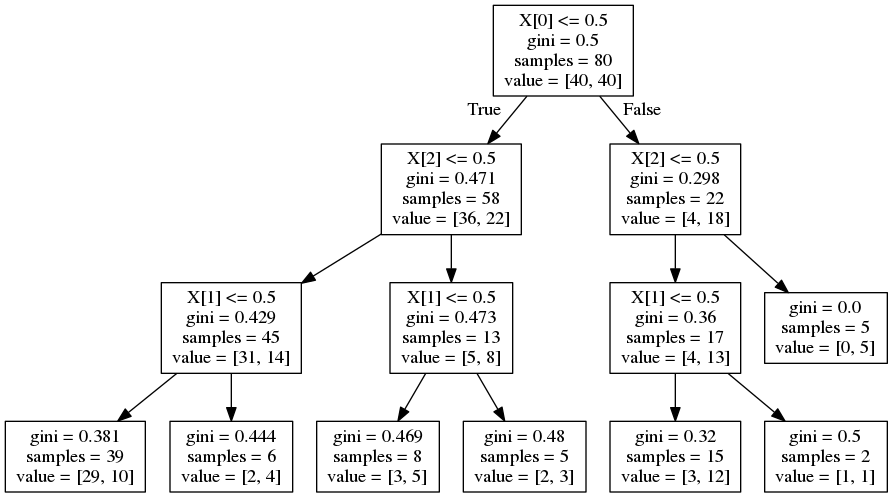 X[0] <= 0.5
gini = 0.5
samples = 80
value = [40, 40]
True
False
X[2] <= 0.5
gini = 0.471
samples = 58
value = [36, 22]
X[2] <= 0.5
gini = 0.298
samples = 22
value = [4, 18]
X[1] <= 0.5
gini = 0.429
samples = 45
value = [31, 14]
X[1] <= 0.5
gini = 0.473
samples = 13
value = [5, 8]
X[1] <= 0.5
gini = 0.36
samples = 17
value = [4, 13]
gini = 0.0
samples = 5
value = [0, 5]
gini = 0.381
samples = 39
value = [29, 10]
gini = 0.444
samples = 6
value = [2, 4]
gini = 0.469
samples = 8
value = [3, 5]
gini = 0.48
samples = 5
value = [2, 3]
gini = 0.32
samples = 15
value = [3, 12]
gini = 0.5
samples = 2
value = [1, 1]